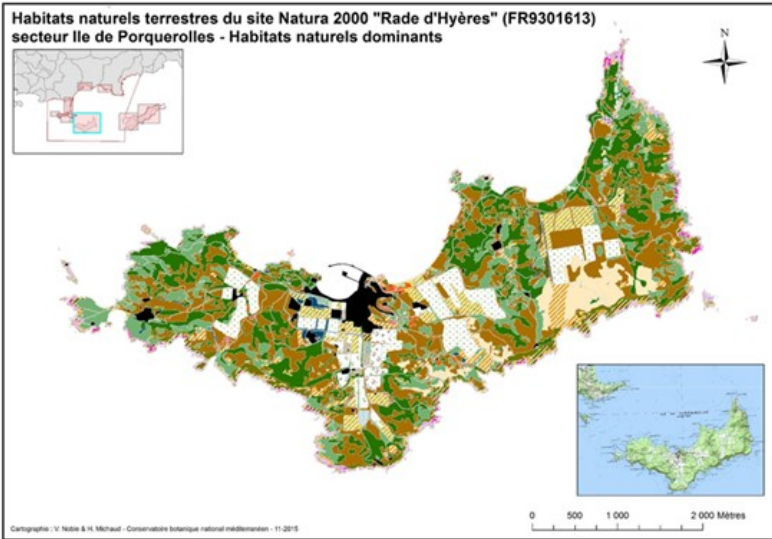 Habitats naturels terrestres du site Natura 2000 "Rade d'Hyères" (FR9301613)
secteur Ile de Porquerolles - Habitats naturels dominants
N
Cartographie : V. Noble & H. Michaud - Conservatoire botanique national méditerranéen - 11-2015
0 500 1 000 2 000 Mètres